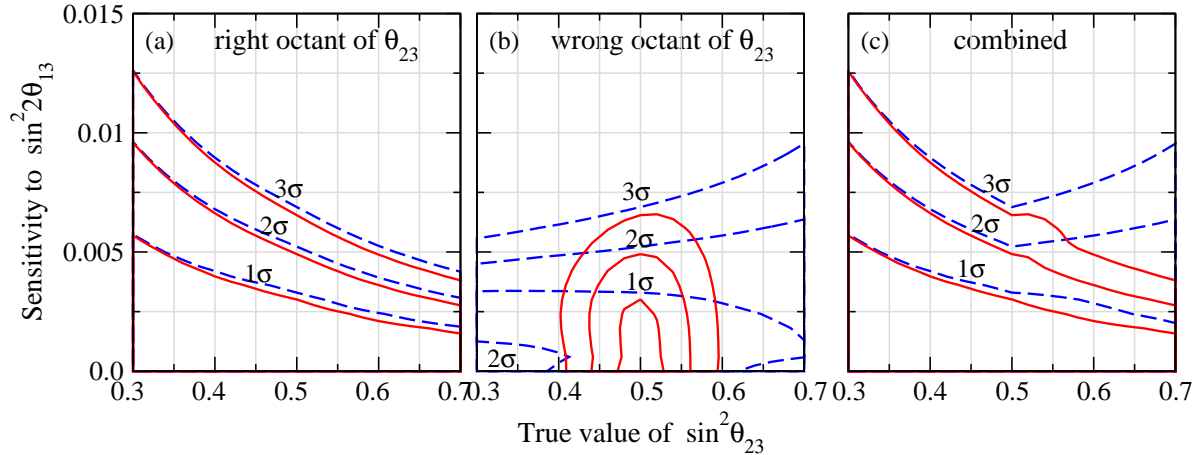 0.015
0.01
0.005
0.0
Sensitivity to sin²2θ₁₃
(a) right octant of θ₂₃
3σ
2σ
1σ
0.3 0.4 0.5 0.6 0.7
(b) wrong octant of θ₂₃
3σ
2σ
1σ
2σ
0.3 0.4 0.5 0.6 0.7
(c) combined
3σ
2σ
1σ
0.3 0.4 0.5 0.6 0.7
True value of sin²θ₂₃